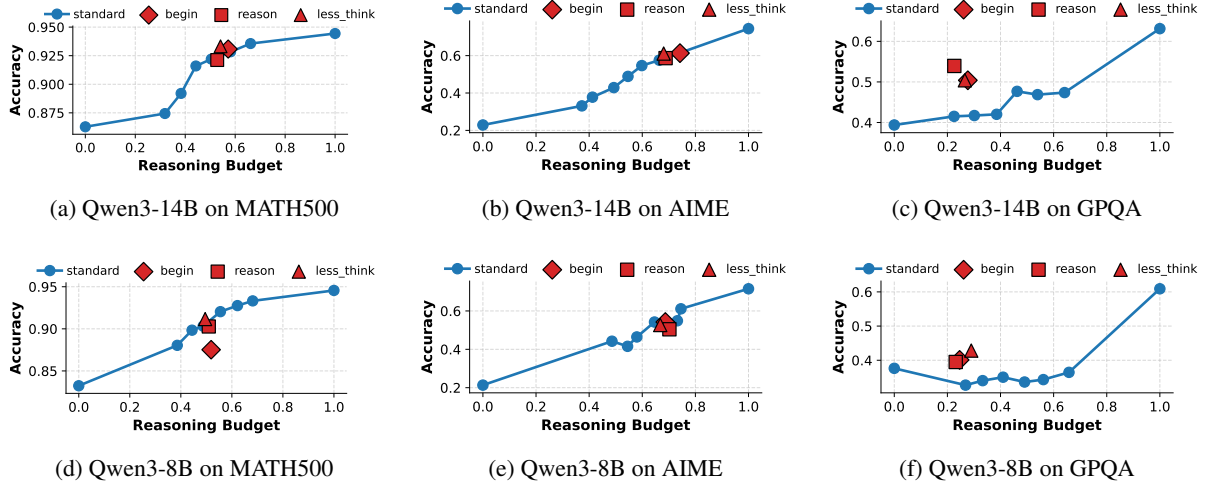 standard begin reason less_think
0.950
0.925
0.900
0.875
Accuracy
0.0 0.2 0.4 0.6 0.8 1.0
Reasoning Budget
(a) Qwen3-14B on MATH500
standard begin reason less_think
0.6
0.4
0.2
Accuracy
0.0 0.2 0.4 0.6 0.8 1.0
Reasoning Budget
(b) Qwen3-14B on AIME
standard begin reason less_think
0.6
0.5
0.4
Accuracy
0.0 0.2 0.4 0.6 0.8 1.0
Reasoning Budget
(c) Qwen3-14B on GPQA
standard begin reason less_think
0.95
0.90
0.85
Accuracy
0.0 0.2 0.4 0.6 0.8 1.0
Reasoning Budget
(d) Qwen3-8B on MATH500
standard begin reason less_think
0.6
0.4
0.2
Accuracy
0.0 0.2 0.4 0.6 0.8 1.0
Reasoning Budget
(e) Qwen3-8B on AIME
standard begin reason less_think
0.6
0.5
0.4
Accuracy
0.0 0.2 0.4 0.6 0.8 1.0
Reasoning Budget
(f) Qwen3-8B on GPQA